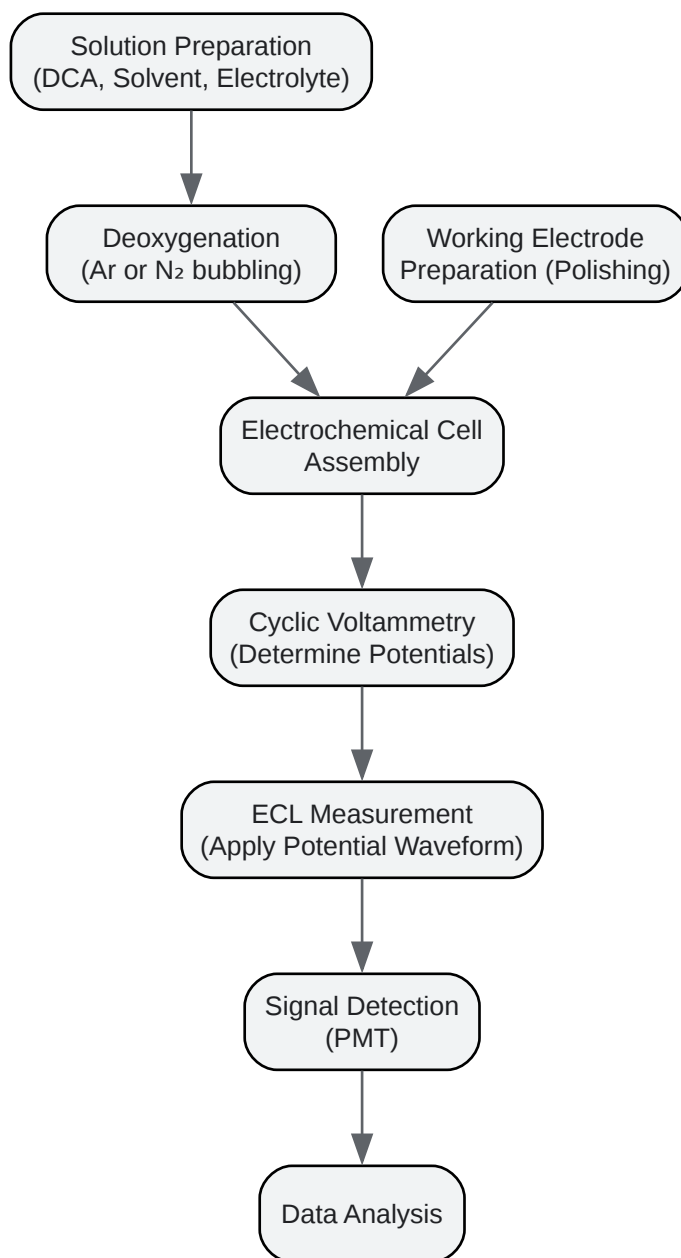 Solution Preparation
(DCA, Solvent, Electrolyte)
Deoxygenation
(Ar or N₂ bubbling)
Working Electrode
Preparation (Polishing)
Electrochemical Cell
Assembly
Cyclic Voltammetry
(Determine Potentials)
ECL Measurement
(Apply Potential Waveform)
Signal Detection
(PMT)
Data Analysis